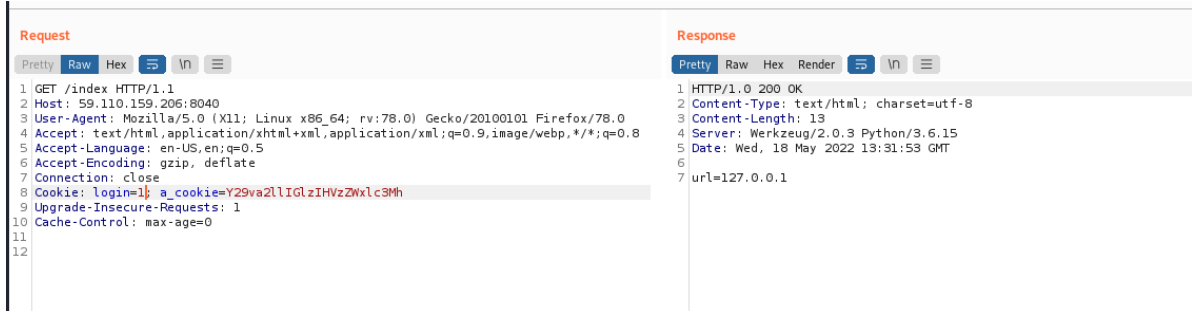 Request
Pretty Raw Hex \n
1 GET /index HTTP/1.1
2 Host: 59.110.159.206:8040
3 User-Agent: Mozilla/5.0 (X11; Linux x86_64; rv:78.0) Gecko/20100101 Firefox/78.0
4 Accept: text/html,application/xhtml+xml,application/xml;q=0.9,image/webp,*/*;q=0.8
5 Accept-Language: en-US,en;q=0.5
6 Accept-Encoding: gzip, deflate
7 Connection: close
8 Cookie: login=1; a_cookie=Y29va2llIGlzIHVzZWxlc3Mh
9 Upgrade-Insecure-Requests: 1
10 Cache-Control: max-age=0
11
12
Response
Pretty Raw Hex Render \n
1 HTTP/1.0 200 OK
2 Content-Type: text/html; charset=utf-8
3 Content-Length: 13
4 Server: Werkzeug/2.0.3 Python/3.6.15
5 Date: Wed, 18 May 2022 13:31:53 GMT
6
7 url=127.0.0.1